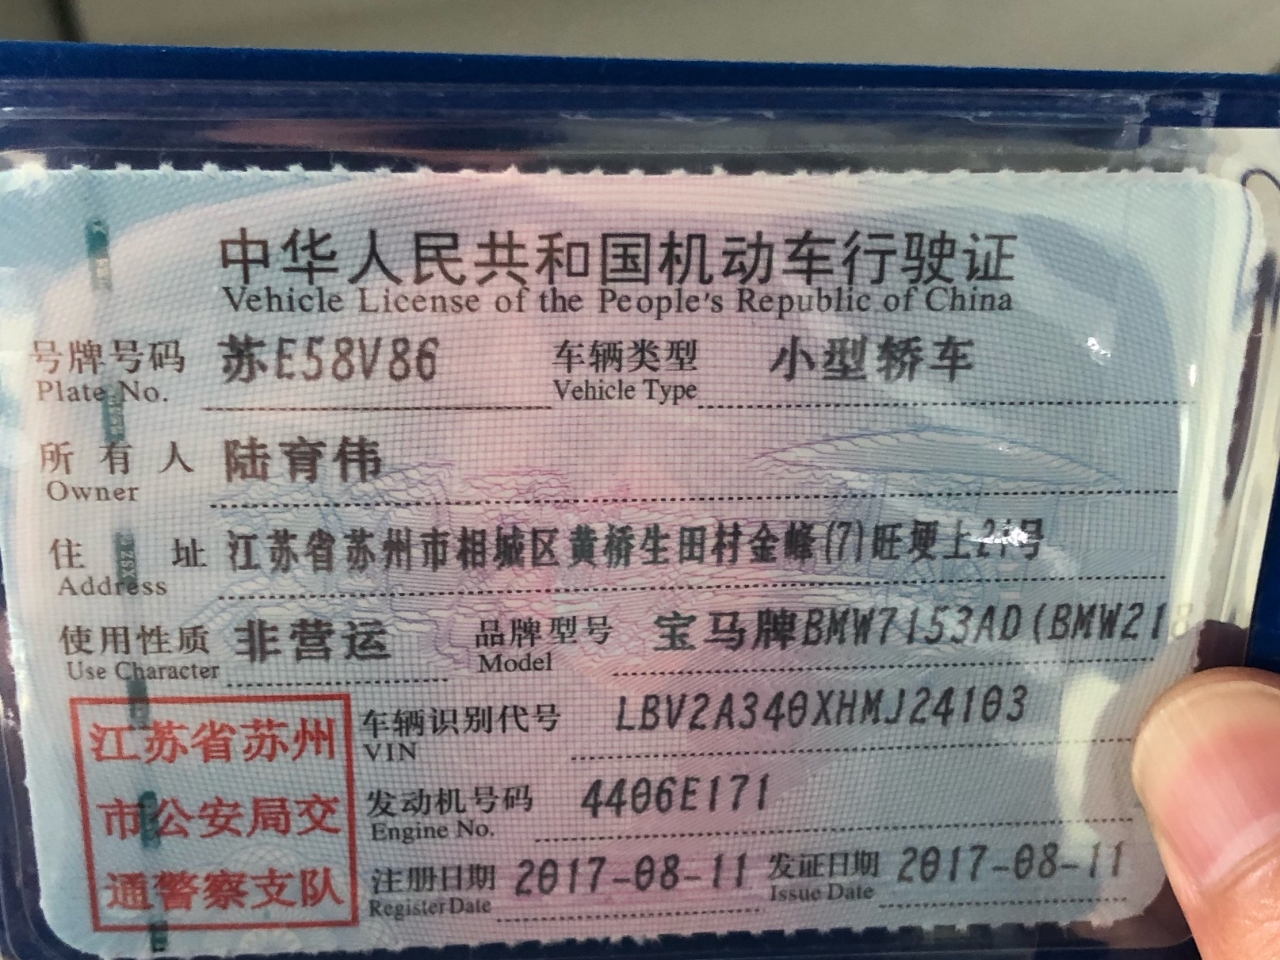 中华人民共和国机动车行驶证
Vehicle License of the People's Republic of China
号牌号码 苏E58V86 车辆类型 小型轿车
Plate No. Vehicle Type
所有人 陆育伟
Owner
住址 江苏省苏州市相城区黄桥生田村金峰(7)旺埂上 号
Address
使用性质 非营运 品牌型号 宝马牌BMW7153AD(BMW218
Use Character Model
江苏省苏州
市公安局交
通警察支队
车辆识别代号 LBV2A340XHMJ24103
VIN
发动机号码 4406E171
Engine No.
注册日期 2017-08-11 发证日期 2017-08-11
Register Date Issue Date